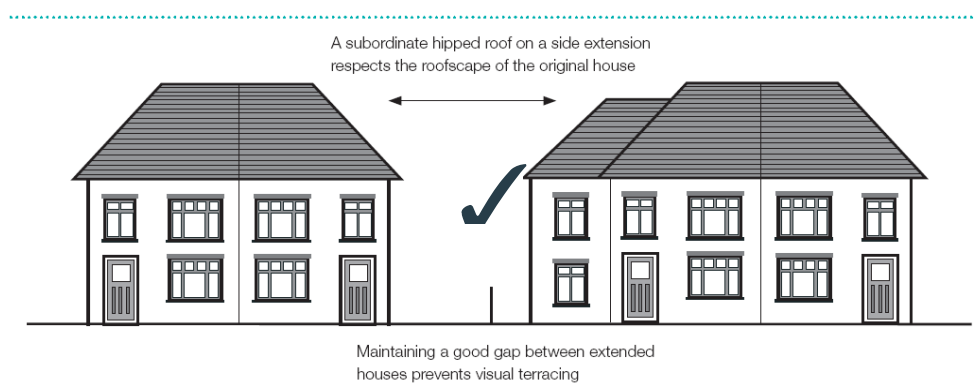 A subordinate hipped roof on a side extension
respects the roofscape of the original house
Maintaining a good gap between extended
houses prevents visual terracing